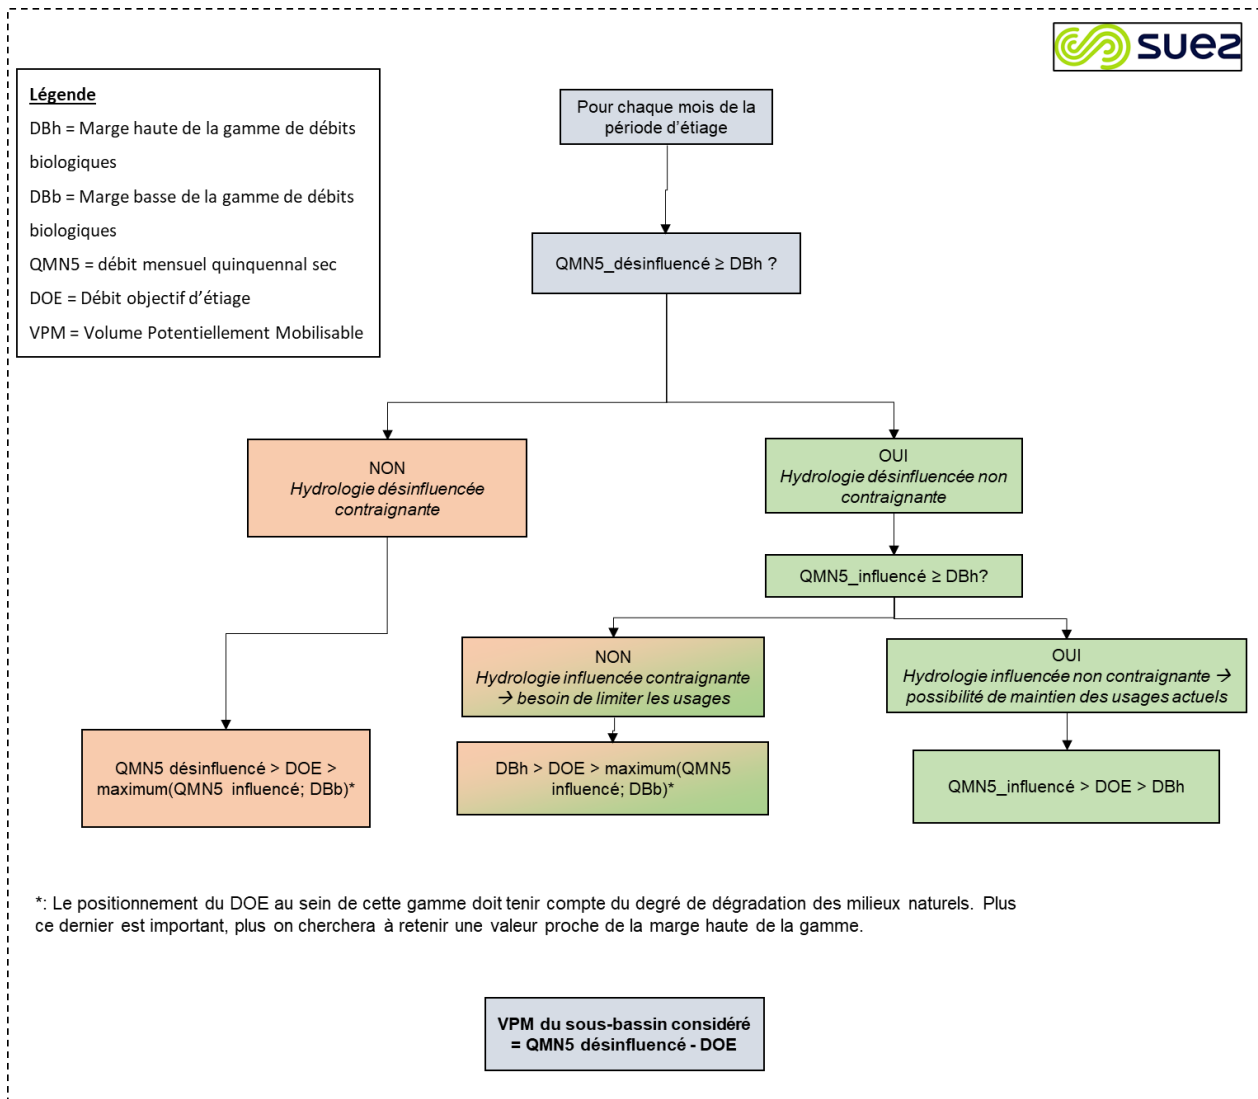 suez
Légende
DBh = Marge haute de la gamme de débits
biologiques
DBb = Marge basse de la gamme de débits
biologiques
QMN5 = débit mensuel quinquennal sec
DOE = Débit objectif d’étiage
VPM = Volume Potentiellement Mobilisable
Pour chaque mois de la
période d’étiage
QMN5_désinfluencé ≥ DBh ?
NON
Hydrologie désinfluencée
contraignante
OUI
Hydrologie désinfluencée non
contraignante
QMN5_influencé ≥ DBh?
NON
Hydrologie influencée contraignante
→ besoin de limiter les usages
OUI
Hydrologie influencée non contraignante →
possibilité de maintien des usages actuels
QMN5 désinfluencé > DOE >
maximum(QMN5 influencé; DBb)*
DBh > DOE > maximum(QMN5
influencé; DBb)*
QMN5_influencé > DOE > DBh
*: Le positionnement du DOE au sein de cette gamme doit tenir compte du degré de dégradation des milieux naturels. Plus
ce dernier est important, plus on cherchera à retenir une valeur proche de la marge haute de la gamme.
VPM du sous-bassin considéré
= QMN5 désinfluencé - DOE